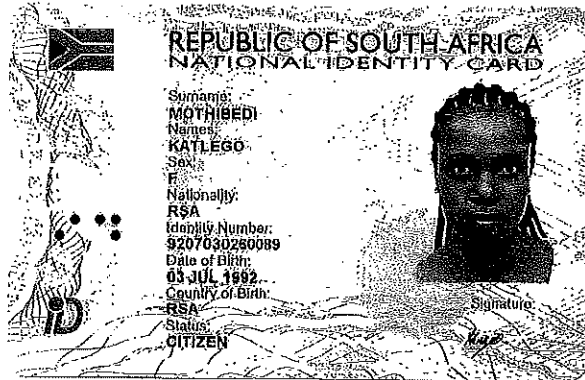 REPUBLIC OF SOUTH AFRICA
NATIONAL IDENTITY CARD
Surname:
MOTHIBEDI
Names:
KATLEGO
Sex:
F
Nationality:
RSA
Identity Number:
9207030260089
Date of Birth:
03 JUL 1992
Country of Birth:
RSA
Status:
CITIZEN
Signature
iD